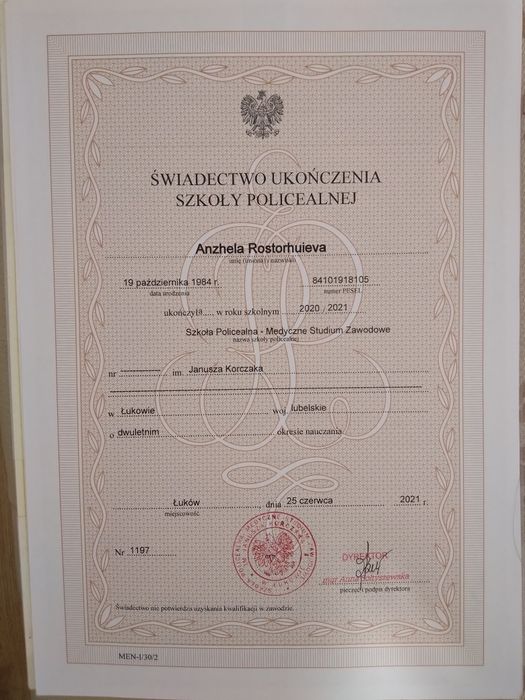 ŚWIADECTWO UKOŃCZENIA
SZKOŁY POLICEALNEJ
Anzhela Rostorhuieva
imię (imiona) i nazwisko
19 października 1984 r. 84101918105
data urodzenia numer PESEL
ukończył a w roku szkolnym 2020 / 2021
Szkoła Policealna - Medyczne Studium Zawodowe
nazwa szkoły policealnej
nr ---------- im. Janusza Korczaka
w Łukowie woj. lubelskie
o dwuletnim okresie nauczania
Łuków, dnia 25 czerwca 2021 r.
miejscowość
Nr 1197
DYREKTOR
mgr Anna
pieczęć i podpis dyrektora
Świadectwo nie potwierdza uzyskania kwalifikacji w zawodzie.
MEN-I/30/2